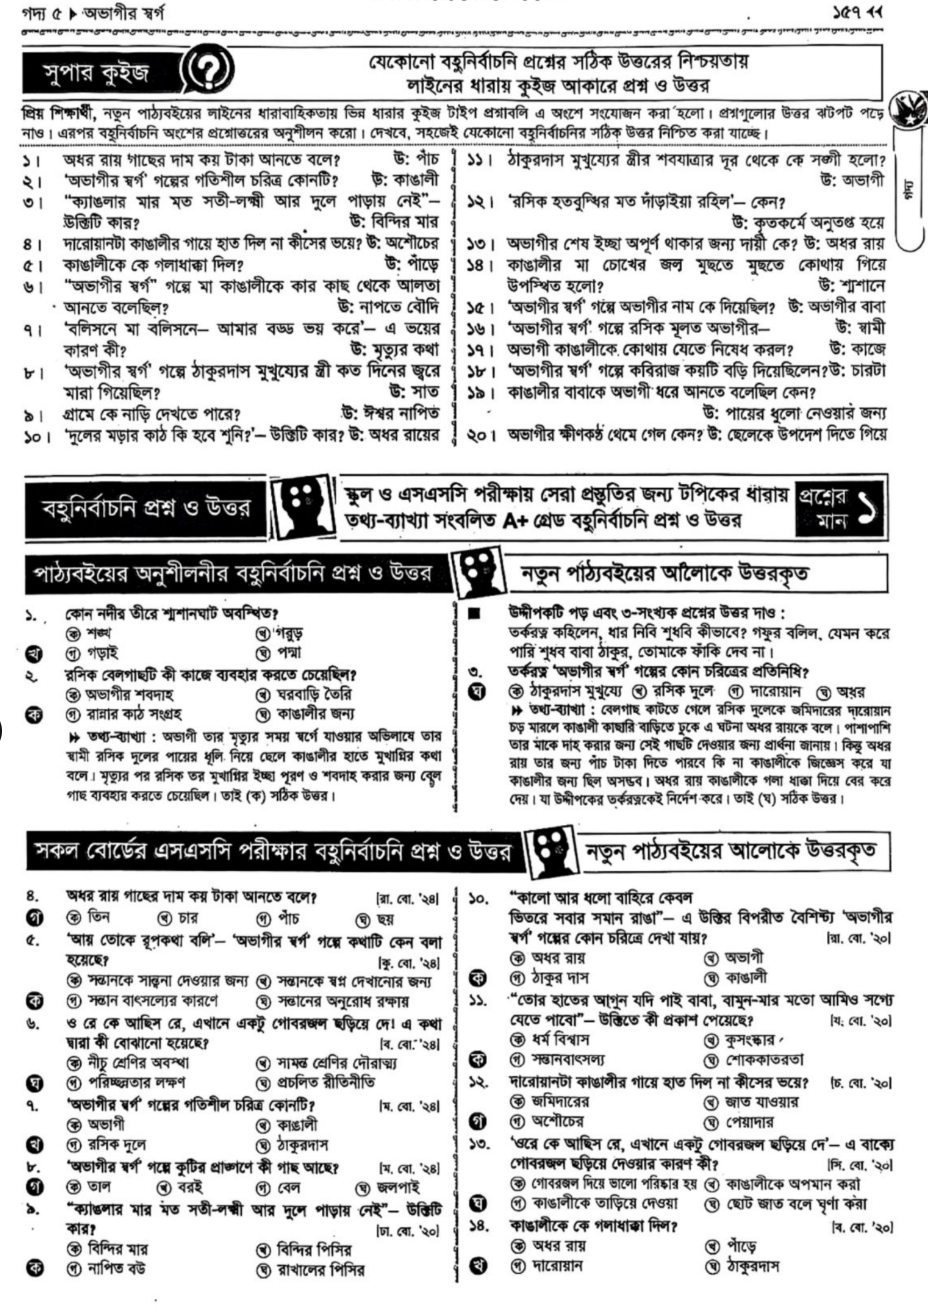 গদ্য ৫ ▶ অভাগীর স্বর্গ
১৫৭ ◂◂
সুপার কুইজ
যেকোনো বহুনির্বাচনি প্রশ্নের সঠিক উত্তরের নিশ্চয়তায়
লাইনের ধারায় কুইজ আকারে প্রশ্ন ও উত্তর
প্রিয় শিক্ষার্থী, নতুন পাঠ্যবইয়ের লাইনের ধারাবাহিকতায় ভিন্ন ধারার কুইজ টাইপ প্রশ্নাবলি এ অংশে সংযোজন করা হলো। প্রশ্নগুলোর উত্তর ঝটপট পড়ে
নাও। এরপর বহুনির্বাচনি অংশের প্রশ্নোত্তরের অনুশীলন করো। দেখবে, সহজেই যেকোনো বহুনির্বাচনির সঠিক উত্তর নিশ্চিত করা যাচ্ছে।
১। অধর রায় গাছের দাম কয় টাকা আনতে বলে? উ: পাঁচ
২। 'অভাগীর স্বর্গ' গল্পের গতিশীল চরিত্র কোনটি? উ: কাঙালী
৩। "ক্যাঙলার মার মত সতী-লক্ষ্মী আর দুলে পাড়ায় নেই"–
উক্তিটি কার? উ: বিন্দির মার
৪। দারোয়ানটা কাঙালীর গায়ে হাত দিল না কীসের ভয়ে? উ: অশৌচের
৫। কাঙালীকে কে গলাধাক্কা দিল? উ: পাঁড়ে
৬। "অভাগীর স্বর্গ" গল্পে মা কাঙালীকে কার কাছ থেকে আলতা
আনতে বলেছিল? উ: নাপতে বৌদি
৭। 'বলিসনে মা বলিসনে– আমার বড্ড ভয় করে'– এ ভয়ের
কারণ কী? উ: মৃত্যুর কথা
৮। 'অভাগীর স্বর্গ' গল্পে ঠাকুরদাস মুখুয্যের স্ত্রী কত দিনের জ্বরে
মারা গিয়েছিল? উ: সাত
৯। গ্রামে কে নাড়ি দেখতে পারে? উ: ঈশ্বর নাপিত
১০। 'দুলের মড়ার কাঠ কি হবে শুনি?'– উক্তিটি কার? উ: অধর রায়ের
১১। ঠাকুরদাস মুখুয্যের স্ত্রীর শবযাত্রার দূর থেকে কে সঙ্গী হলো?
উ: অভাগী
১২। 'রসিক হতবুদ্ধির মত দাঁড়াইয়া রহিল'– কেন?
উ: কৃতকর্মে অনুতপ্ত হয়ে
১৩। অভাগীর শেষ ইচ্ছা অপূর্ণ থাকার জন্য দায়ী কে? উ: অধর রায়
১৪। কাঙালীর মা চোখের জল মুছতে মুছতে কোথায় গিয়ে
উপস্থিত হলো? উ: শ্মশানে
১৫। 'অভাগীর স্বর্গ' গল্পে অভাগীর নাম কে দিয়েছিল? উ: অভাগীর বাবা
১৬। 'অভাগীর স্বর্গ' গল্পে রসিক মূলত অভাগীর– উ: স্বামী
১৭। অভাগী কাঙালীকে কোথায় যেতে নিষেধ করল? উ: কাজে
১৮। 'অভাগীর স্বর্গ' গল্পে কবিরাজ কয়টি বড়ি দিয়েছিলেন? উ: চারটা
১৯। কাঙালীর বাবাকে অভাগী ধরে আনতে বলেছিল কেন?
উ: পায়ের ধুলো নেওয়ার জন্য
২০। অভাগীর ক্ষীণকণ্ঠ থেমে গেল কেন? উ: ছেলেকে উপদেশ দিতে গিয়ে
গদ্য
বহুনির্বাচনি প্রশ্ন ও উত্তর
স্কুল ও এসএসসি পরীক্ষায় সেরা প্রস্তুতির জন্য টপিকের ধারায়
তথ্য-ব্যাখ্যা সংবলিত A+ গ্রেড বহুনির্বাচনি প্রশ্ন ও উত্তর
প্রশ্নের মান ১
পাঠ্যবইয়ের অনুশীলনীর বহুনির্বাচনি প্রশ্ন ও উত্তর
নতুন পাঠ্যবইয়ের আলোকে উত্তরকৃত
১. কোন নদীর তীরে শ্মশানঘাট অবস্থিত?
ক শঙ্খ খ গরুড়
খ গ গড়াই ঘ পদ্মা
২. রসিক বেলগাছটি কী কাজে ব্যবহার করতে চেয়েছিল?
ক অভাগীর শবদাহ খ ঘরবাড়ি তৈরি
ক গ রান্নার কাঠ সংগ্রহ ঘ কাঙালীর জন্য
▶▶ তথ্য-ব্যাখ্যা : অভাগী তার মৃত্যুর সময় স্বর্গে যাওয়ার অভিলাষে তার
স্বামী রসিক দুলের পায়ের ধূলি নিয়ে ছেলে কাঙালীর হাতে মুখাগ্নির কথা
বলে। মৃত্যুর পর রসিক তর মুখাগ্নির ইচ্ছা পূরণ ও শবদাহ করার জন্য বেল
গাছ ব্যবহার করতে চেয়েছিল। তাই (ক) সঠিক উত্তর।
■ উদ্দীপকটি পড় এবং ৩-সংখ্যক প্রশ্নের উত্তর দাও :
তর্করত্ন কহিলেন, ধার নিবি শুধবি কীভাবে? গফুর বলিল, যেমন করে
পারি শুধব বাবা ঠাকুর, তোমাকে ফাঁকি দেব না।
৩. তর্করত্ন 'অভাগীর স্বর্গ' গল্পের কোন চরিত্রের প্রতিনিধি?
ঘ ক ঠাকুরদাস মুখুয্যে খ রসিক দুলে গ দারোয়ান ঘ অধর
▶▶ তথ্য-ব্যাখ্যা : বেলগাছ কাটতে গেলে রসিক দুলেকে জমিদারের দারোয়ান
চড় মারলে কাঙালী কাছারি বাড়িতে ঢুকে এ ঘটনা অধর রায়কে বলে। পাশাপাশি
তার মাকে দাহ করার জন্য সেই গাছটি দেওয়ার জন্য প্রার্থনা জানায়। কিন্তু অধর
রায় তার জন্য পাঁচ টাকা দিতে পারবে কি না কাঙালীকে জিজ্ঞেস করে যা
কাঙালীর জন্য ছিল অসম্ভব। অধর রায় কাঙালীকে গলা ধাক্কা দিয়ে বের করে
দেয়। যা উদ্দীপকের তর্করত্নকেই নির্দেশ করে। তাই (ঘ) সঠিক উত্তর।
সকল বোর্ডের এসএসসি পরীক্ষার বহুনির্বাচনি প্রশ্ন ও উত্তর
নতুন পাঠ্যবইয়ের আলোকে উত্তরকৃত
৪. অধর রায় গাছের দাম কয় টাকা আনতে বলে? [রা. বো. '২৪]
গ ক তিন খ চার গ পাঁচ ঘ ছয়
৫. 'আয় তোকে রূপকথা বলি'– 'অভাগীর স্বর্গ' গল্পে কথাটি কেন বলা
হয়েছে? [কু. বো. '২৪]
ক সন্তানকে সান্ত্বনা দেওয়ার জন্য খ সন্তানকে স্বপ্ন দেখানোর জন্য
ক গ সন্তান বাৎসল্যের কারণে ঘ সন্তানের অনুরোধ রক্ষায়
৬. ও রে কে আছিস রে, এখানে একটু গোবরজল ছড়িয়ে দে! এ কথা
দ্বারা কী বোঝানো হয়েছে? [ব. বো. '২৪]
ক নীচু শ্রেণির অবস্থা খ সামন্ত শ্রেণির দৌরাত্ম্য
ঘ গ পরিচ্ছন্নতার লক্ষণ ঘ প্রচলিত রীতিনীতি
৭. 'অভাগীর স্বর্গ' গল্পের গতিশীল চরিত্র কোনটি? [ম. বো. '২৪]
ক অভাগী খ কাঙালী
খ গ রসিক দুলে ঘ ঠাকুরদাস
৮. 'অভাগীর স্বর্গ' গল্পে কুটির প্রাঙ্গণে কী গাছ আছে? [ম. বো. '২৪]
গ ক তাল খ বরই গ বেল ঘ জলপাই
৯. "ক্যাঙলার মার মত সতী-লক্ষ্মী আর দুলে পাড়ায় নেই"– উক্তিটি
কার? [ঢা. বো. '২০]
ক বিন্দির মার খ বিন্দির পিসির
ক গ নাপিত বউ ঘ রাখালের পিসির
১০. "কালো আর ধলো বাহিরে কেবল
ভিতরে সবার সমান রাঙা"– এ উক্তির বিপরীত বৈশিষ্ট্য 'অভাগীর
স্বর্গ' গল্পের কোন চরিত্রে দেখা যায়? [রা. বো. '২০]
ক অধর রায় খ অভাগী
ক গ ঠাকুর দাস ঘ কাঙালী
১১. "তোর হাতের আগুন যদি পাই বাবা, বামুন-মার মতো আমিও সগ্যে
যেতে পাবো"– উক্তিতে কী প্রকাশ পেয়েছে? [য. বো. '২০]
ক ধর্ম বিশ্বাস খ কুসংস্কার
ক গ সন্তানবাৎসল্য ঘ শোককাতরতা
১২. দারোয়ানটা কাঙালীর গায়ে হাত দিল না কীসের ভয়ে? [চ. বো. '২০]
ক জমিদারের খ জাত যাওয়ার
গ গ অশৌচের ঘ পেয়াদার
১৩. 'ওরে কে আছিস রে, এখানে একটু গোবরজল ছড়িয়ে দে'– এ বাক্যে
গোবরজল ছড়িয়ে দেওয়ার কারণ কী? [সি. বো. '২০]
ক গোবরজল দিয়ে ভালো পরিষ্কার হয় খ কাঙালীকে অপমান করা
ঘ গ কাঙালীকে তাড়িয়ে দেওয়া ঘ ছোট জাত বলে ঘৃণা করা
১৪. কাঙালীকে কে গলাধাক্কা দিল? [ব. বো. '২০]
ক অধর রায় খ পাঁড়ে
খ গ দারোয়ান ঘ ঠাকুরদাস